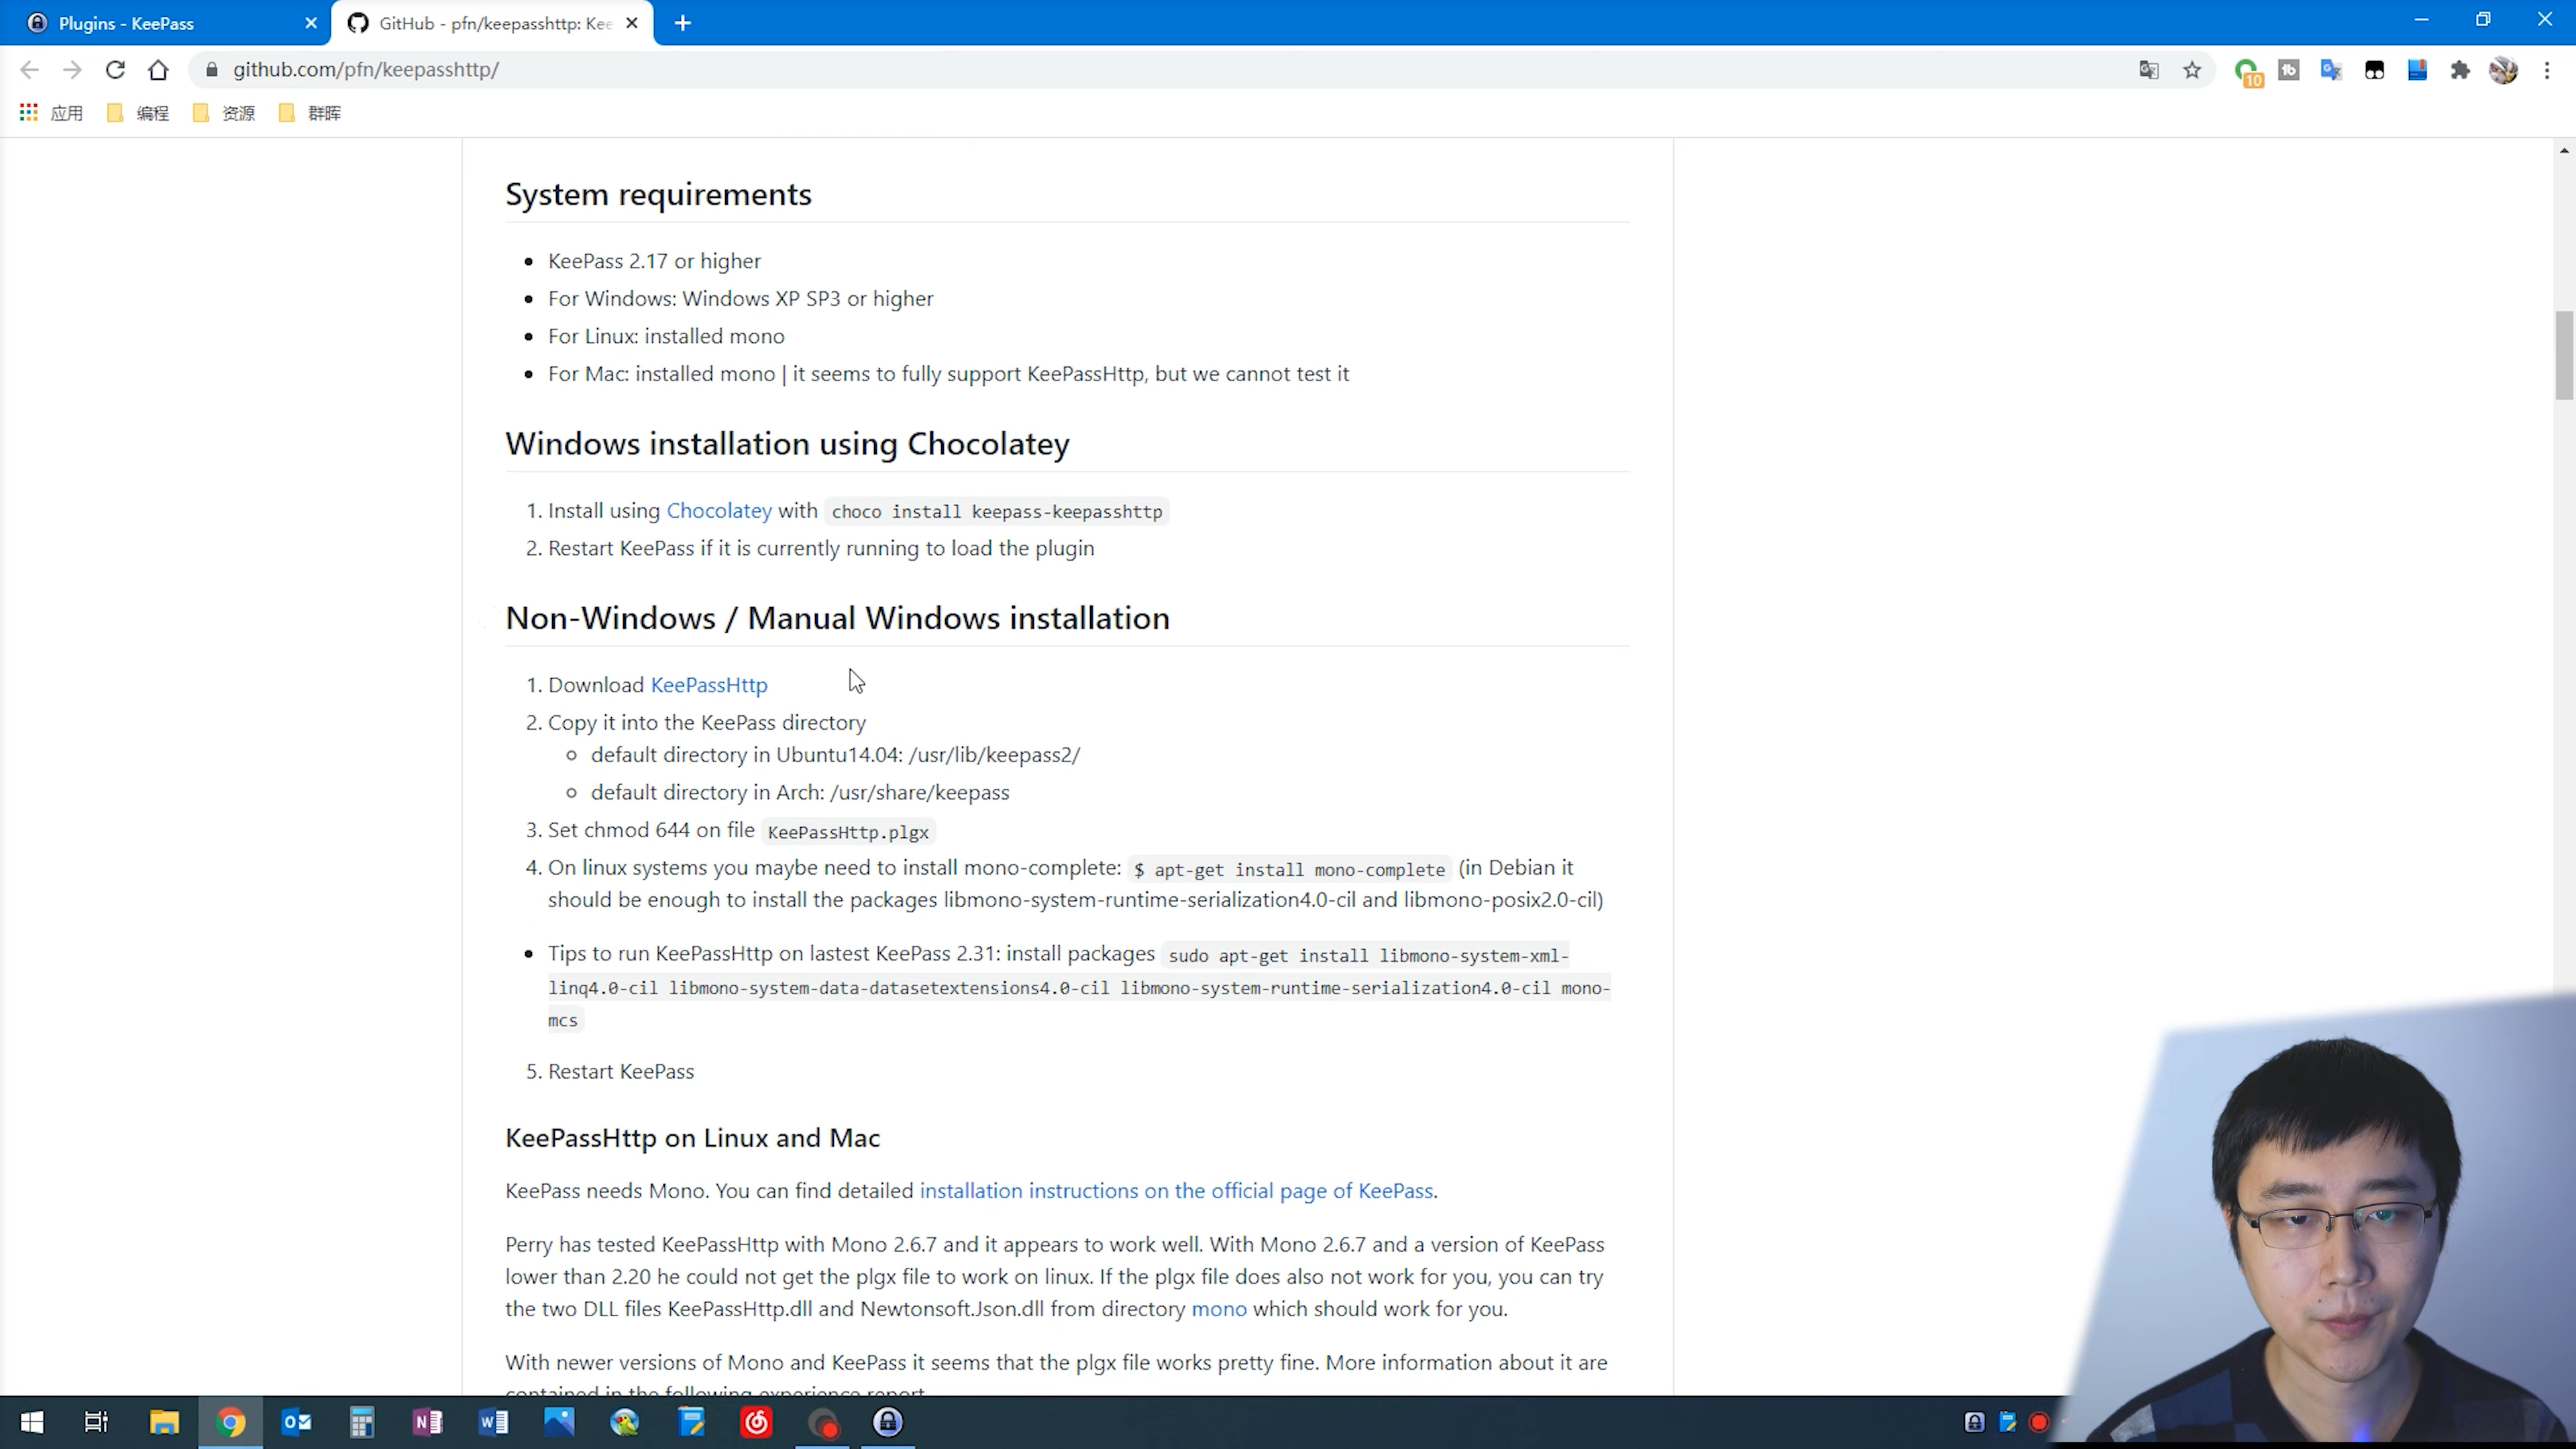 Plugins - KeePass
GitHub - pfn/keepasshttp: Kee
github.com/pfn/keepasshttp/
10
应用 编程 资源 群晖
System requirements
KeePass 2.17 or higher
For Windows: Windows XP SP3 or higher
For Linux: installed mono
For Mac: installed mono | it seems to fully support KeePassHttp, but we cannot test it
Windows installation using Chocolatey
1. Install using Chocolatey with choco install keepass-keepasshttp
2. Restart KeePass if it is currently running to load the plugin
Non-Windows / Manual Windows installation
1. Download KeePassHttp
2. Copy it into the KeePass directory
default directory in Ubuntu14.04: /usr/lib/keepass2/
default directory in Arch: /usr/share/keepass
3. Set chmod 644 on file KeePassHttp.plgx
4. On linux systems you maybe need to install mono-complete: $ apt-get install mono-complete (in Debian it
should be enough to install the packages libmono-system-runtime-serialization4.0-cil and libmono-posix2.0-cil)
Tips to run KeePassHttp on lastest KeePass 2.31: install packages sudo apt-get install libmono-system-xml-
linq4.0-cil libmono-system-data-datasetextensions4.0-cil libmono-system-runtime-serialization4.0-cil mono-
mcs
5. Restart KeePass
KeePassHttp on Linux and Mac
KeePass needs Mono. You can find detailed installation instructions on the official page of KeePass.
Perry has tested KeePassHttp with Mono 2.6.7 and it appears to work well. With Mono 2.6.7 and a version of KeePass
lower than 2.20 he could not get the plgx file to work on linux. If the plgx file does also not work for you, you can try
the two DLL files KeePassHttp.dll and Newtonsoft.Json.dll from directory mono which should work for you.
With newer versions of Mono and KeePass it seems that the plgx file works pretty fine. More information about it are
contained in the following experience report.